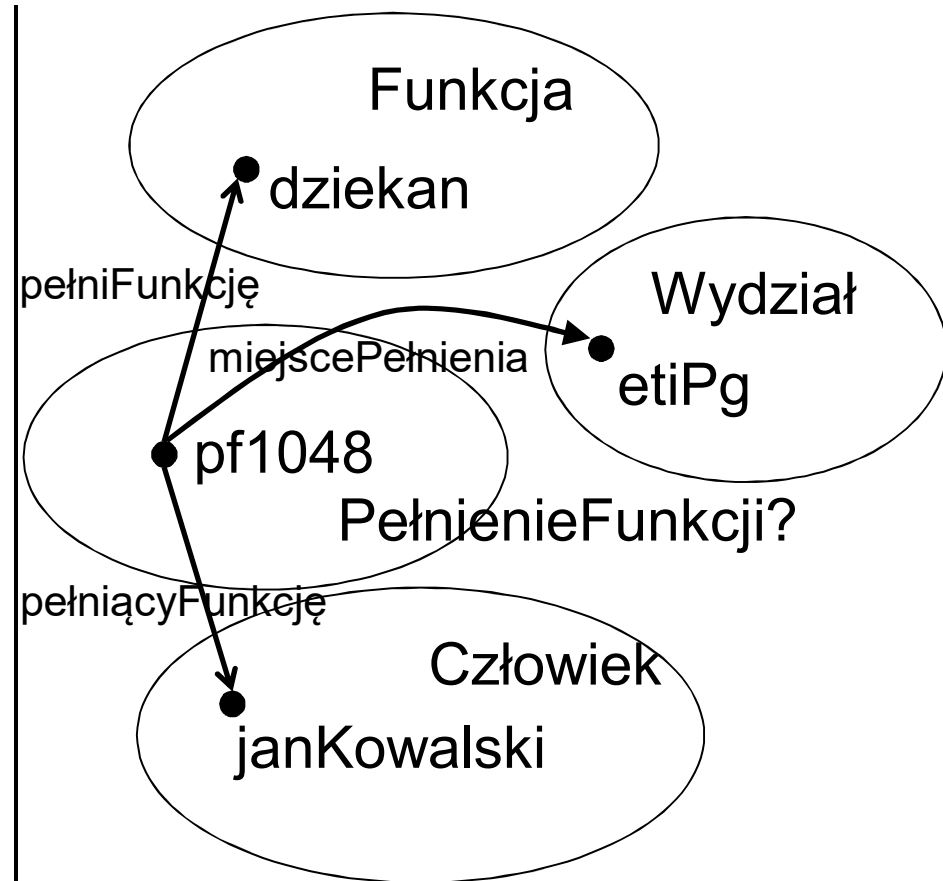 Funkcja
dziekan
pełniFunkcję
Wydział
miejscePełnienia
etiPg
pf1048
PełnienieFunkcji?
pełniącyFunkcję
Człowiek
janKowalski